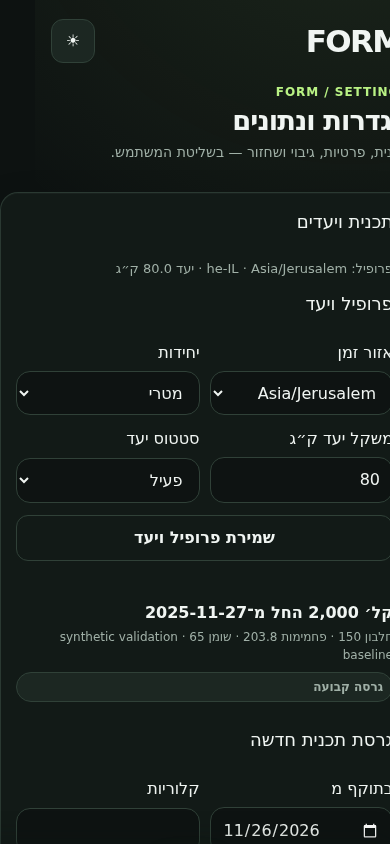 FORM
☀
FORM / SETTING
גדרות ונתונים
נית, פרטיות, גיבוי ושחזור — בשליטת המשתמש.
תכנית ויעדים
פרופיל: he-IL · Asia/Jerusalem · יעד 80.0 ק״ג
פרופיל ויעד
אזור זמן
יחידות
Asia/Jerusalem
מטרי
משקל יעד ק״ג
סטטוס יעד
80
פעיל
שמירת פרופיל ויעד
קל׳ 2,000 החל מ־2025-11-27
חלבון 150 · פחמימות 203.8 · שומן 65 · synthetic validation
baseline
גרסה קבועה
גרסת תכנית חדשה
בתוקף מ
קלוריות
11/26/2026